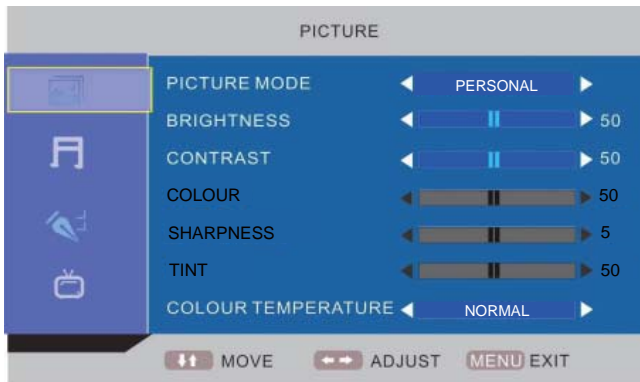 PICTURE
PICTURE MODE PERSONAL
BRIGHTNESS 50
CONTRAST 50
COLOUR 50
SHARPNESS 5
TINT 50
COLOUR TEMPERATURE NORMAL
MOVE ADJUST MENU EXIT